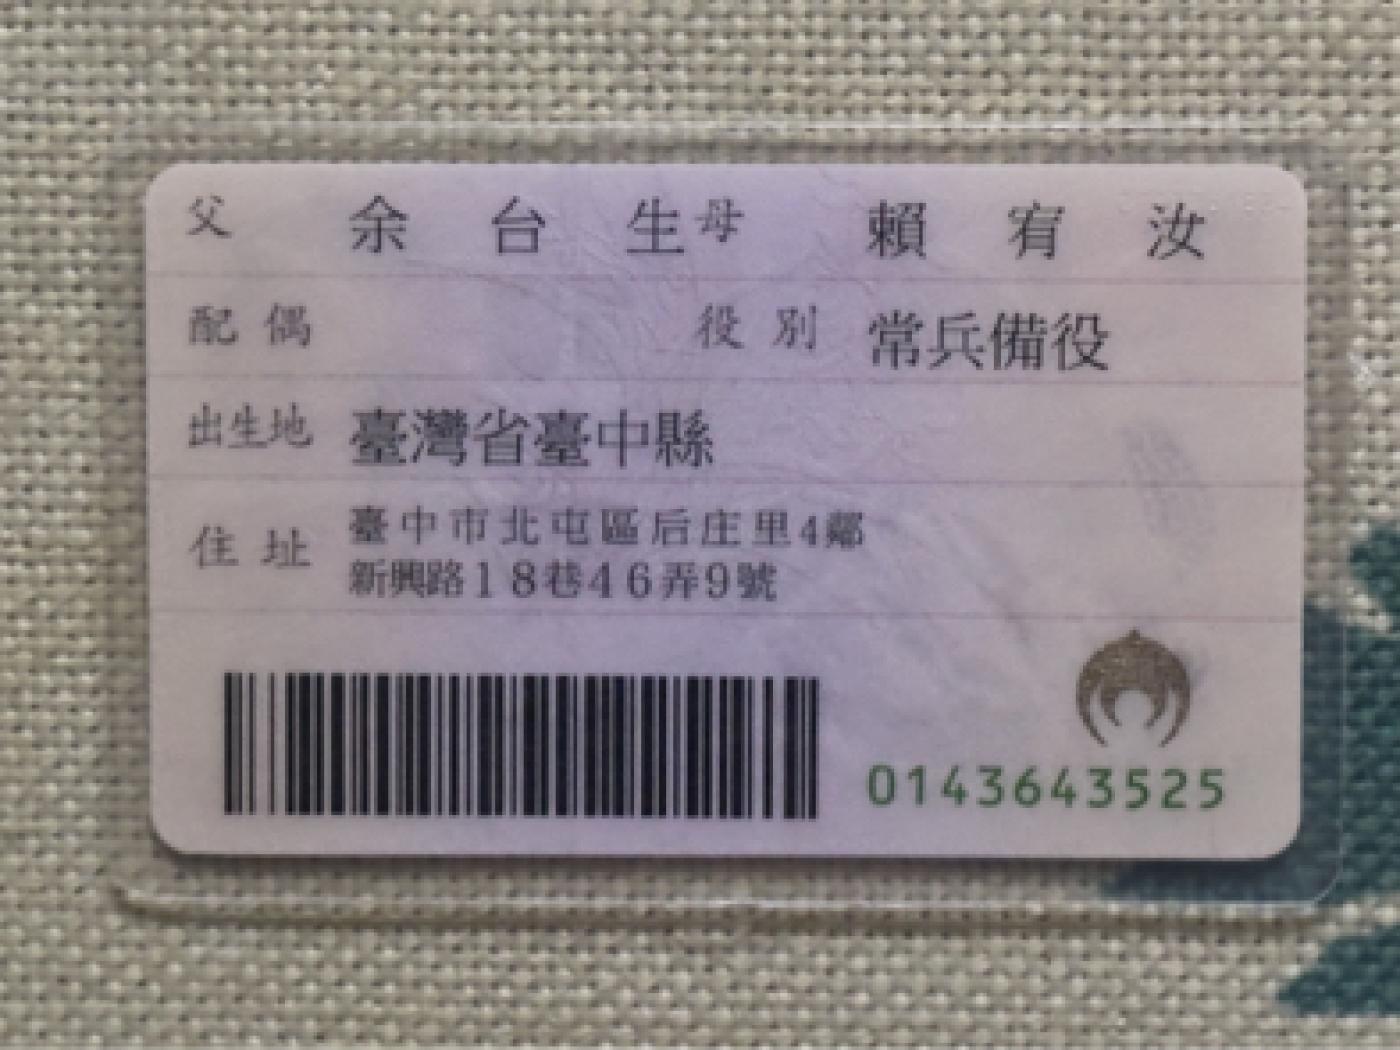 父 余台生 母 賴宥汝
配偶 役別 常兵備役
出生地 臺灣省臺中縣
住址 臺中市北屯區后庄里4鄰
新興路18巷46弄9號
0143643525